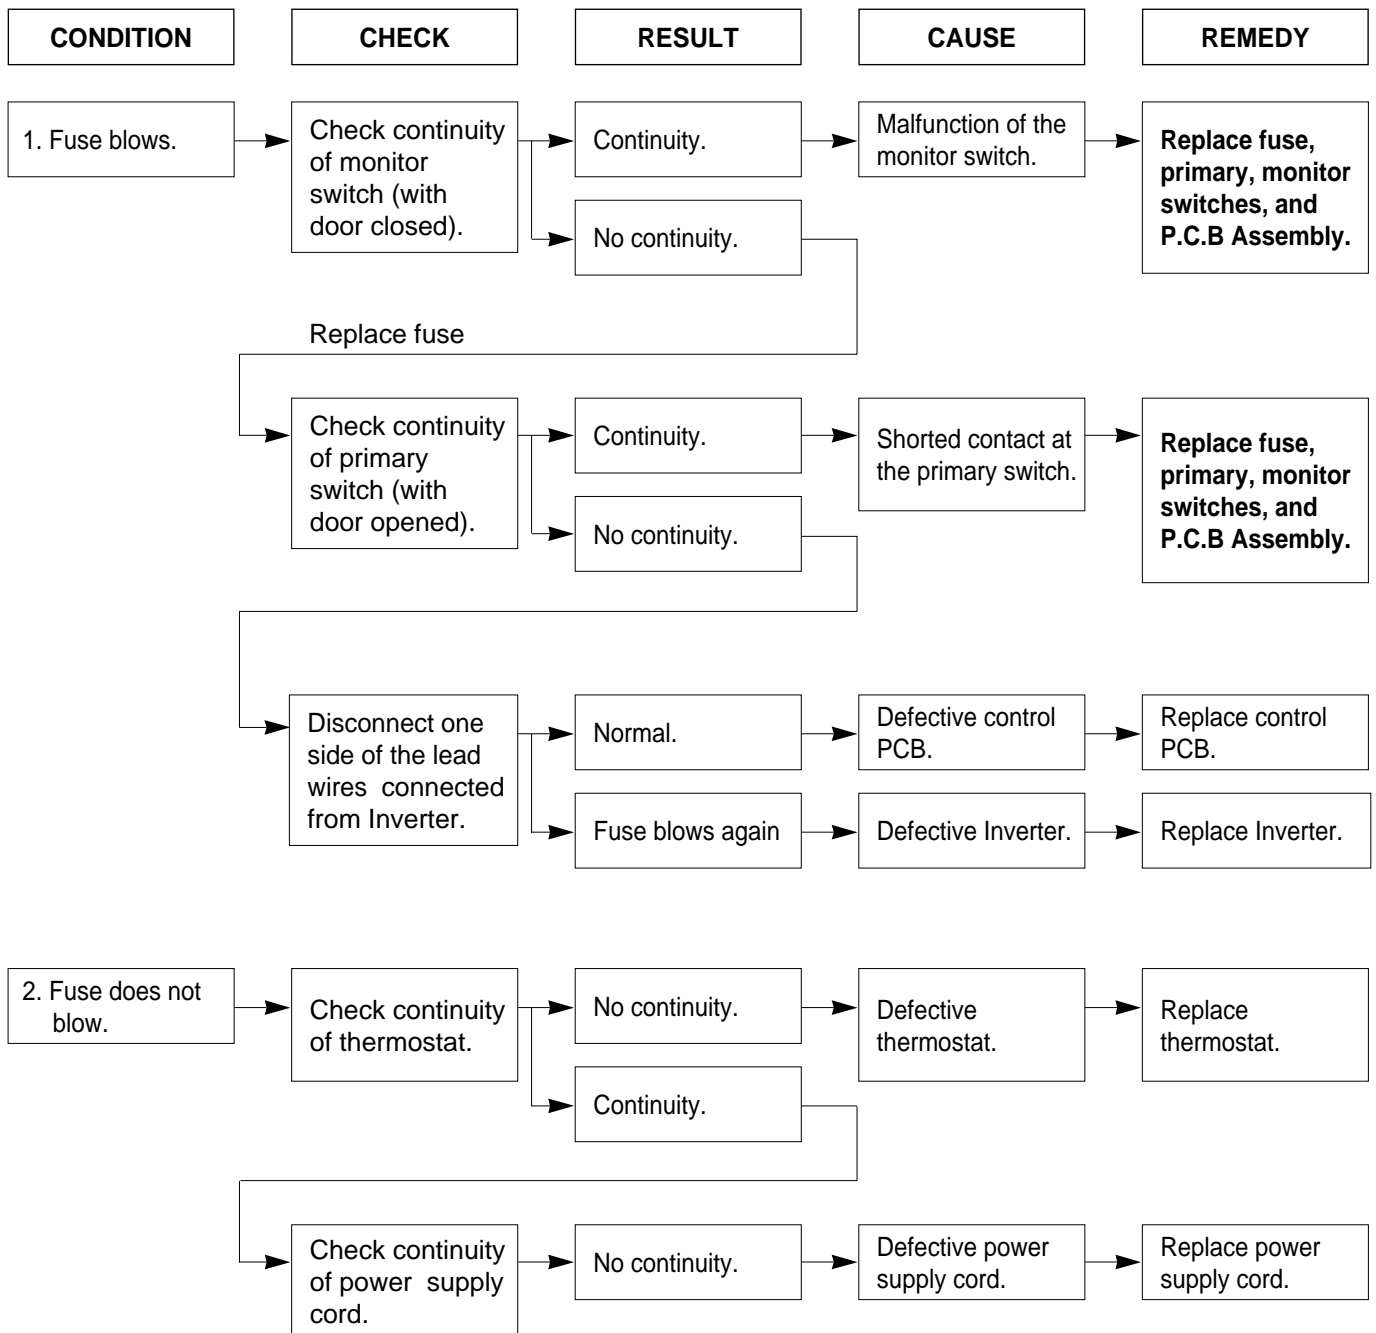 CONDITION
CHECK
RESULT
CAUSE
REMEDY
1. Fuse blows.
Check continuity
of monitor
switch (with
door closed).
Continuity.
Malfunction of the
monitor switch.
Replace fuse,
primary, monitor
switches, and
P.C.B Assembly.
No continuity.
Replace fuse
Check continuity
of primary
switch (with
door opened).
Continuity.
Shorted contact at
the primary switch.
Replace fuse,
primary, monitor
switches, and
P.C.B Assembly.
No continuity.
Disconnect one
side of the lead
wires connected
from Inverter.
Normal.
Defective control
PCB.
Replace control
PCB.
Fuse blows again
Defective Inverter.
Replace Inverter.
2. Fuse does not
blow.
Check continuity
of thermostat.
No continuity.
Defective
thermostat.
Replace
thermostat.
Continuity.
Check continuity
of power supply
cord.
No continuity.
Defective power
supply cord.
Replace power
supply cord.